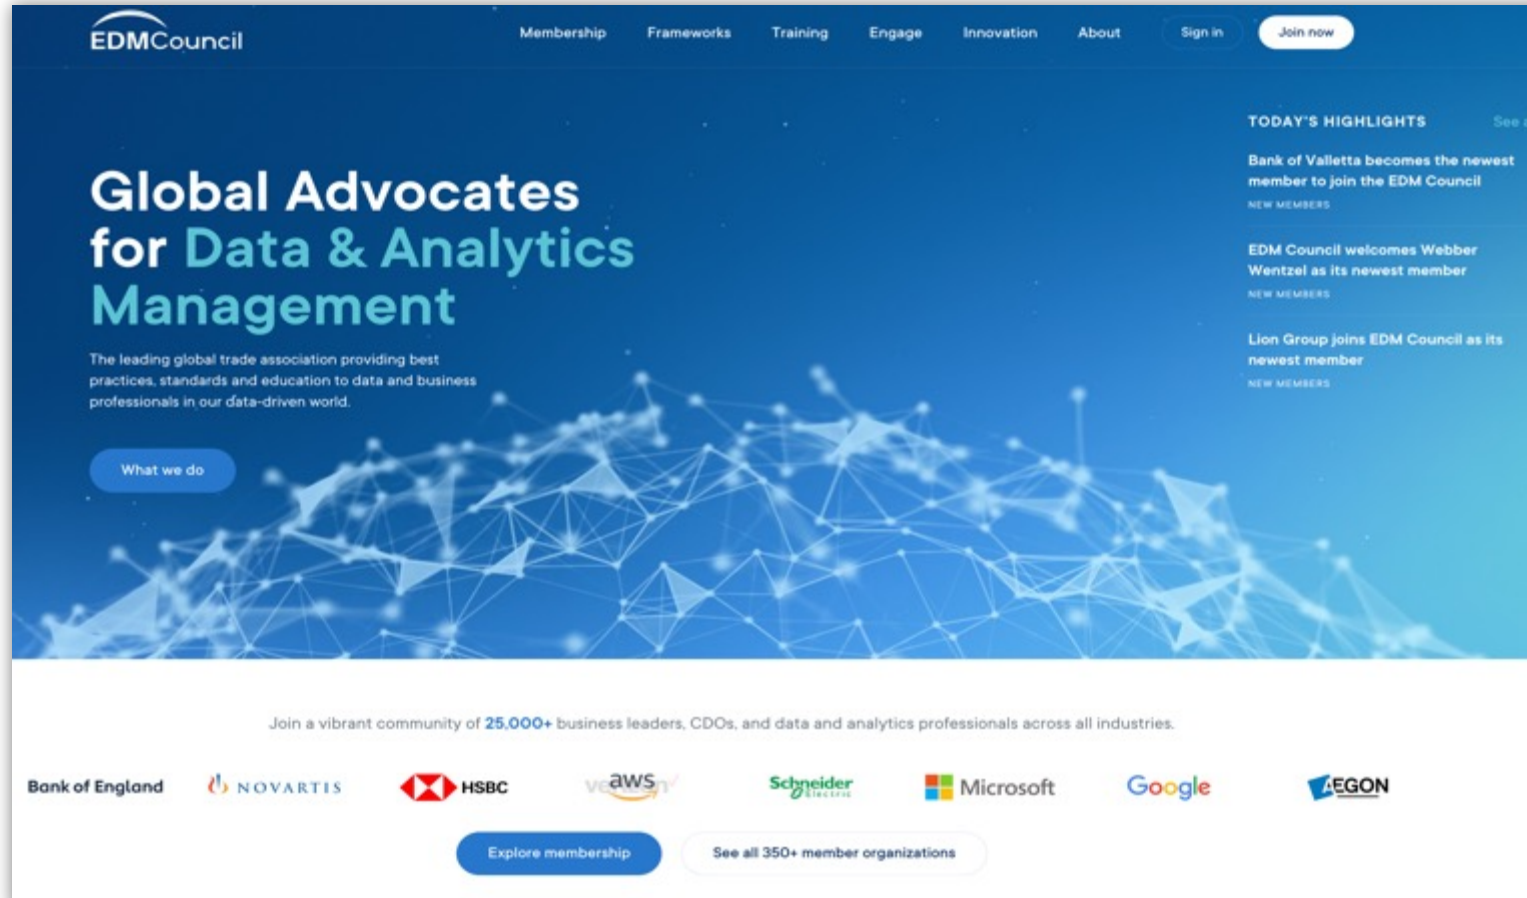 EDMCouncil
Membership Frameworks Training Engage Innovation About Sign in Join now
Global Advocates
for Data & Analytics
Management
The leading global trade association providing best
practices, standards and education to data and business
professionals in our data-driven world.
What we do
TODAY'S HIGHLIGHTS See a
Bank of Valletta becomes the newest
member to join the EDM Council
NEW MEMBERS
EDM Council welcomes Webber
Wentzel as its newest member
NEW MEMBERS
Lion Group joins EDM Council as its
newest member
NEW MEMBERS
Join a vibrant community of 25,000+ business leaders, CDOs, and data and analytics professionals across all industries.
Bank of England NOVARTIS HSBC aws Schneider Electric Microsoft Google AEGON
Explore membership See all 350+ member organizations